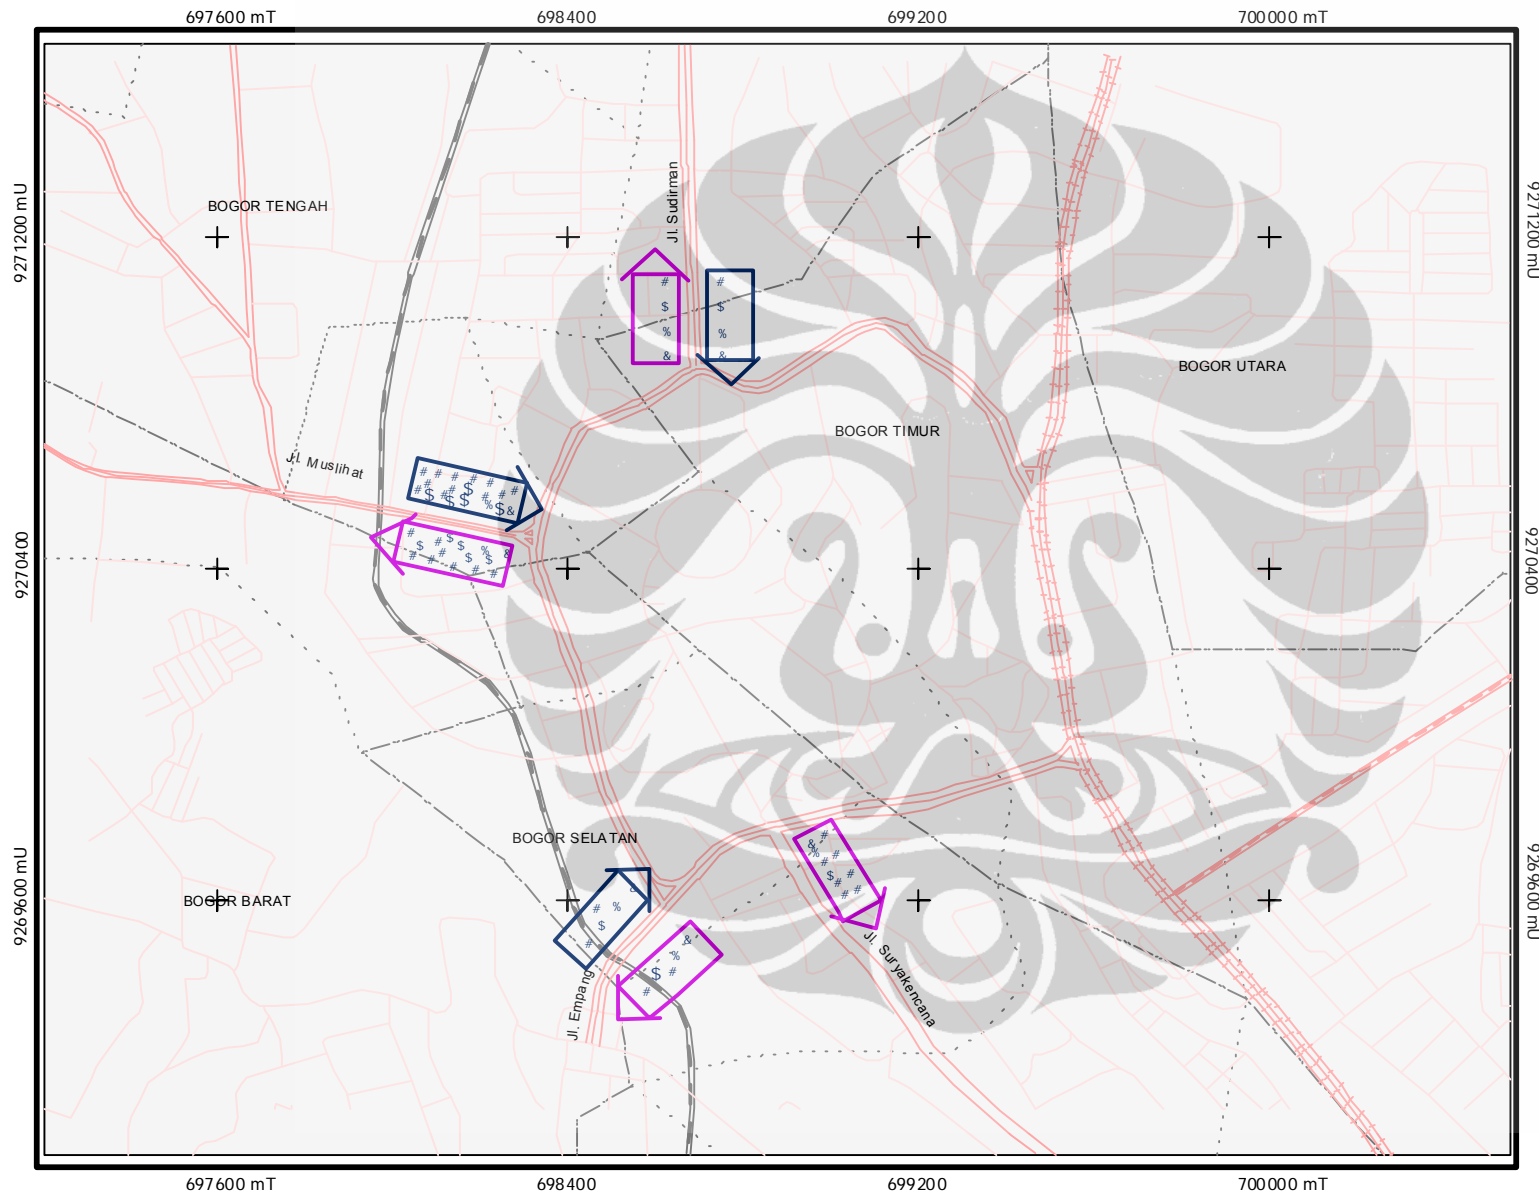 697600 mT
698400
699200
700000 mT
9271200 mU
9271200 mU
Jl. Sudirman
BOGOR TENGAH
#
$
%
&
#
$
%
&
BOGOR UTARA
BOGOR TIMUR
Jl. Muslihat
9270400
9270400
BOGOR SELATAN
BOGOR BARAT
9269600 mU
9269600 mU
# % $ #
& % $ # #
Jl. Empang
Jl. Suryakencana
697600 mT
698400
699200
700000 mT